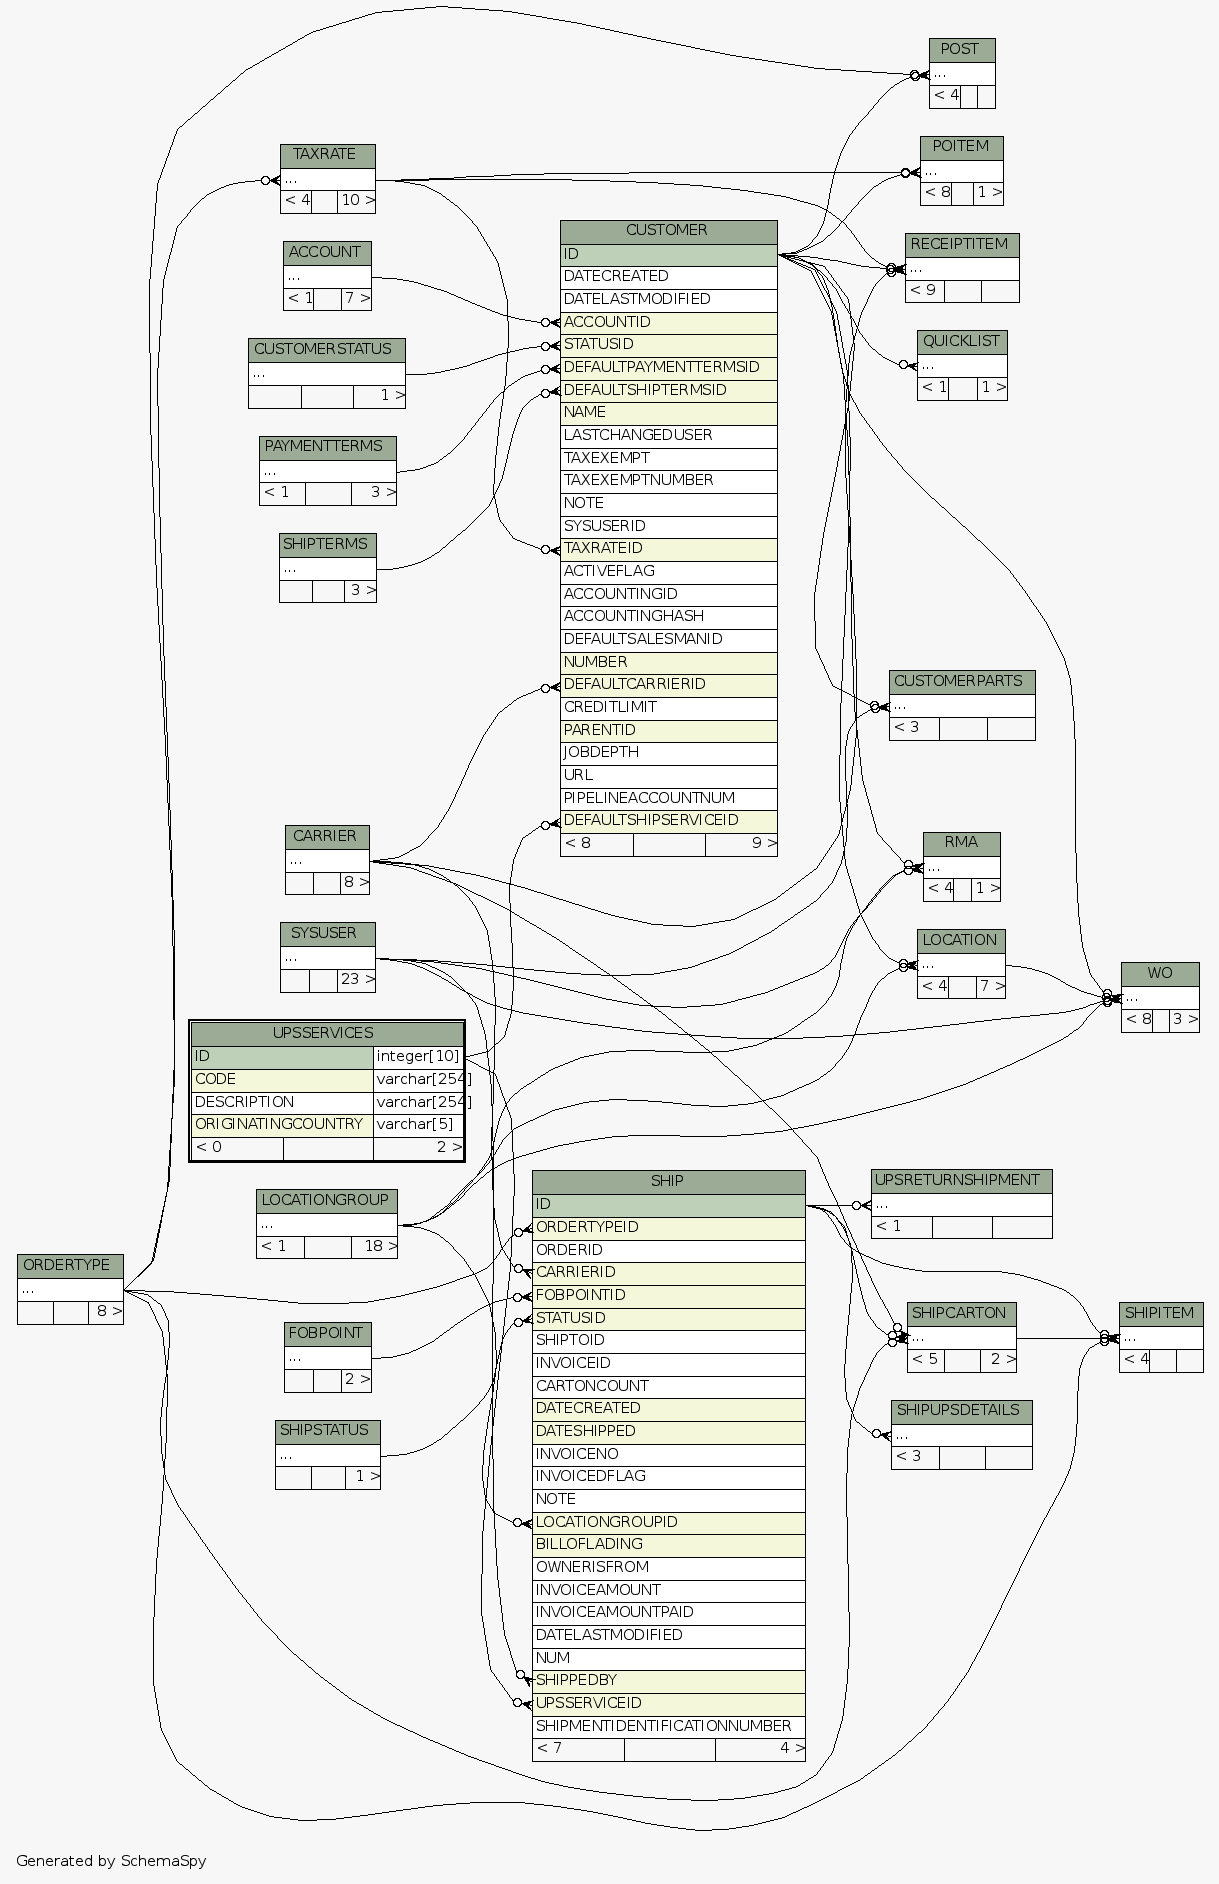 POST
...
< 4
POITEM
...
< 8 1 >
TAXRATE
...
< 4 10 >
RECEIPTITEM
...
< 9
ACCOUNT
...
< 1 7 >
QUICKLIST
...
< 1 1 >
CUSTOMERSTATUS
...
1 >
PAYMENTTERMS
...
< 1 3 >
SHIPTERMS
...
3 >
CUSTOMER
ID
DATECREATED
DATELASTMODIFIED
ACCOUNTID
STATUSID
DEFAULTPAYMENTTERMSID
DEFAULTSHIPTERMSID
NAME
LASTCHANGEDUSER
TAXEXEMPT
TAXEXEMPTNUMBER
NOTE
SYSUSERID
TAXRATEID
ACTIVEFLAG
ACCOUNTINGID
ACCOUNTINGHASH
DEFAULTSALESMANID
NUMBER
DEFAULTCARRIERID
CREDITLIMIT
PARENTID
JOBDEPTH
URL
PIPELINEACCOUNTNUM
DEFAULTSHIPSERVICEID
< 8 9 >
CUSTOMERPARTS
...
< 3
CARRIER
...
8 >
RMA
...
< 4 1 >
SYSUSER
...
23 >
LOCATION
...
< 4 7 >
WO
...
< 8 3 >
UPSSERVICES
ID integer[10]
CODE varchar[254]
DESCRIPTION varchar[254]
ORIGINATINGCOUNTRY varchar[5]
< 0 2 >
LOCATIONGROUP
...
< 1 18 >
ORDERTYPE
...
8 >
FOBPOINT
...
2 >
SHIPSTATUS
...
1 >
SHIP
ID
ORDERTYPEID
ORDERID
CARRIERID
FOBPOINTID
STATUSID
SHIPTOID
INVOICEID
CARTONCOUNT
DATECREATED
DATESHIPPED
INVOICENO
INVOICEDFLAG
NOTE
LOCATIONGROUPID
BILLOFLADING
OWNERISFROM
INVOICEAMOUNT
INVOICEAMOUNTPAID
DATELASTMODIFIED
NUM
SHIPPEDBY
UPSSERVICEID
SHIPMENTIDENTIFICATIONNUMBER
< 7 4 >
UPSRETURNSHIPMENT
...
< 1
SHIPCARTON
...
< 5 2 >
SHIPITEM
...
< 4
SHIPUPSDETAILS
...
< 3
Generated by SchemaSpy